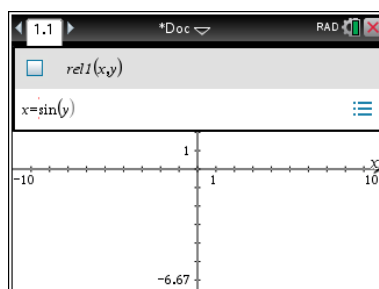 1.1 *Doc RAD
rel1(x,y)
x=sin(y)
1
x
-10 1 10
-6.67